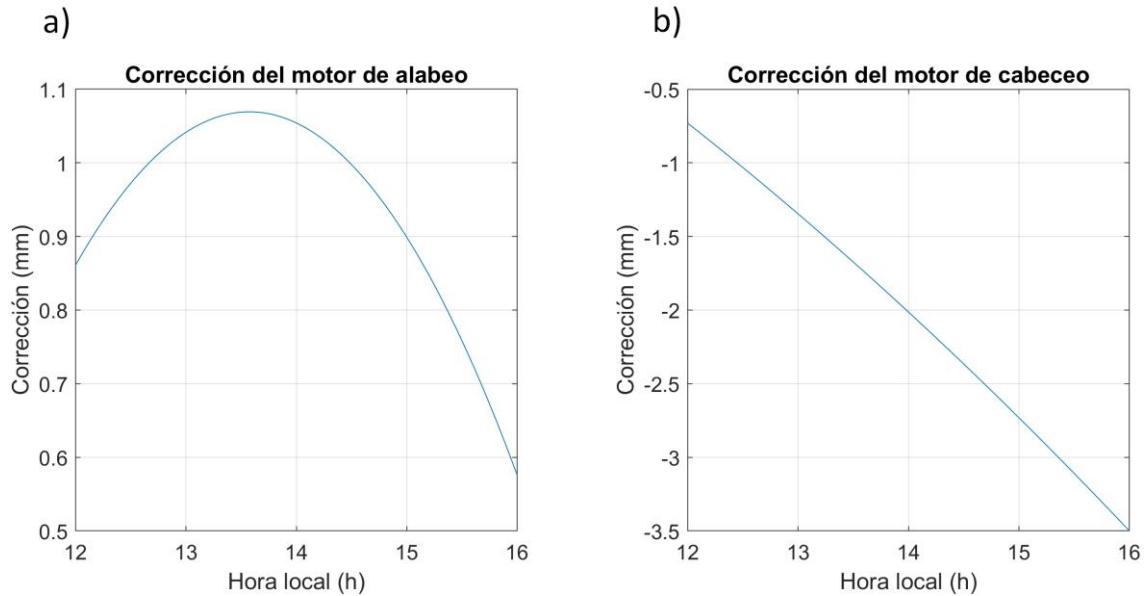 a)
b)
Corrección del motor de alabeo
1.1
1
0.9
0.8
0.7
0.6
0.5
Corrección (mm)
12 13 14 15 16
Hora local (h)
Corrección del motor de cabeceo
-0.5
-1
-1.5
-2
-2.5
-3
-3.5
Corrección (mm)
12 13 14 15 16
Hora local (h)